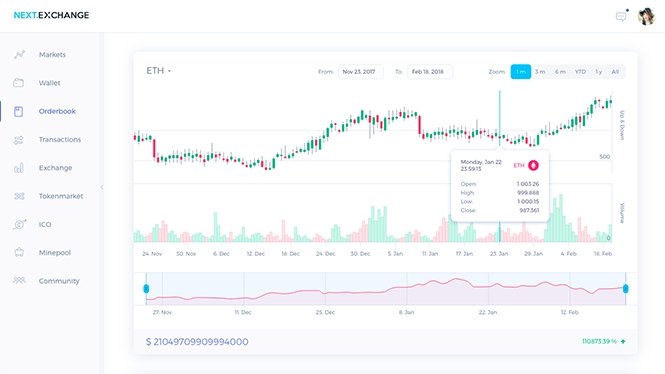 NEXT.EXCHANGE
Markets
Wallet
Orderbook
Transactions
Exchange
Tokenmarket
ICO
Minepool
Community
ETH
From: Nov 23, 2017 To: Feb 18, 2018 Zoom: 1 m 3 m 6 m YTD 1 y All
Up & Down
500
Monday, Jan 22
23:59:13
ETH
Open: 1 003.26
High: 999.888
Low: 1 000.15
Close: 987.561
Volume
0
24. Nov 30. Nov 6. Dec 12. Dec 18. Dec 24. Dec 30. Dec 5. Jan 11. Jan 17. Jan 23. Jan 29. Jan 4. Feb 12. Feb 18. Feb
27. Nov 11. Dec 25. Dec 8. Jan 22. Jan 12. Feb
$ 21049709909994000
110873.39 %